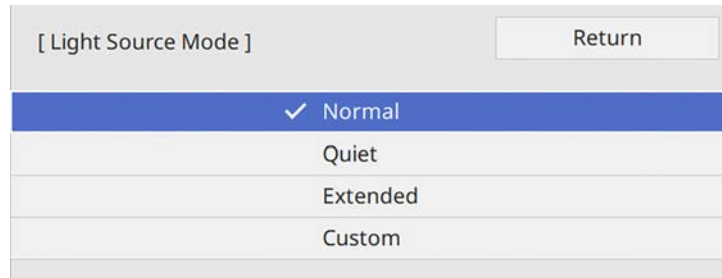 [ Light Source Mode ]
Return
Normal
Quiet
Extended
Custom